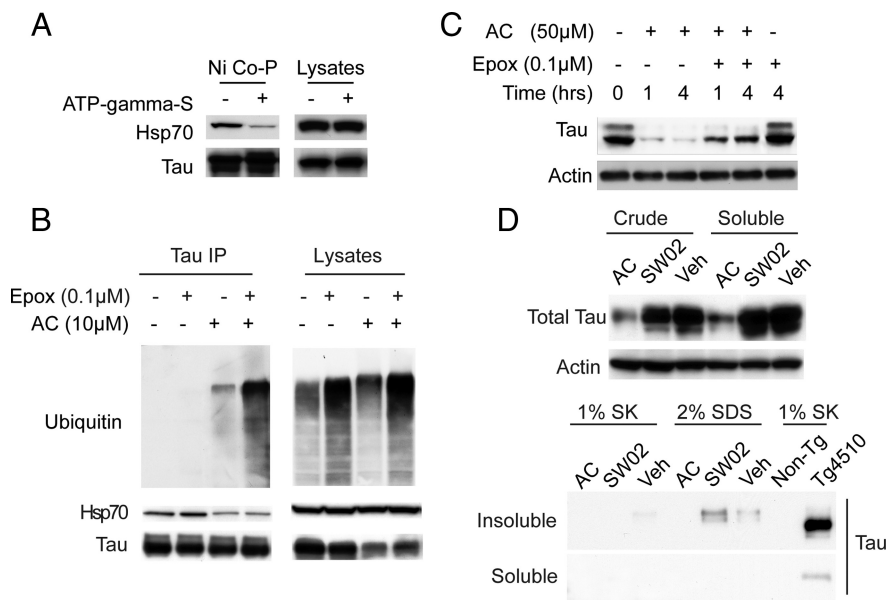 A
Ni Co-P Lysates
ATP-gamma-S - + - +
Hsp70
Tau
B
Tau IP Lysates
Epox (0.1µM) - + - + - + - +
AC (10µM) - - + + - - + +
Ubiquitin
Hsp70
Tau
C
AC (50µM) - + + + + -
Epox (0.1µM) - - - + + +
Time (hrs) 0 1 4 1 4 4
Tau
Actin
D
Crude Soluble
AC SW02 Veh AC SW02 Veh
Total Tau
Actin
1% SK 2% SDS 1% SK
AC SW02 Veh AC SW02 Veh Non-Tg Tg4510
Insoluble
Soluble
Tau